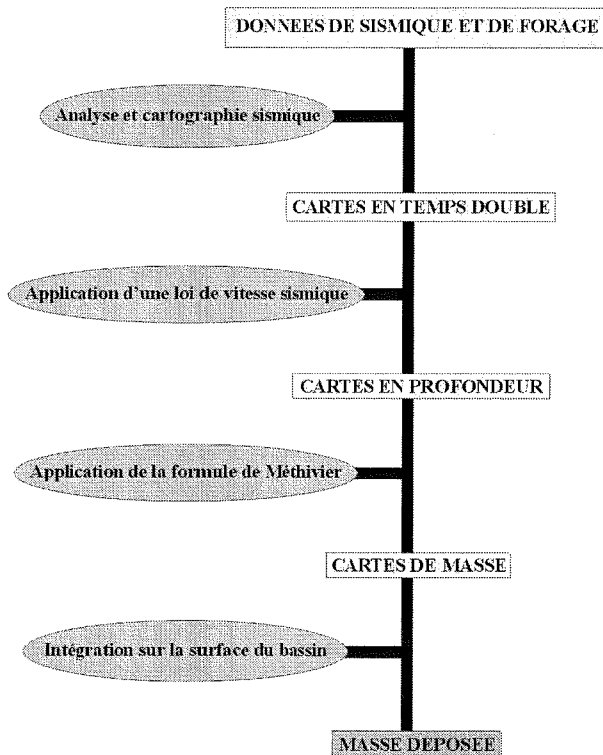 DONNEES DE SISMIQUE ET DE FORAGE
Analyse et cartographie sismique
CARTES EN TEMPS DOUBLE
Application d'une loi de vitesse sismique
CARTES EN PROFONDEUR
Application de la formule de Méthivier
CARTES DE MASSE
Intégration sur la surface du bassin
MASSE DEPOSEE